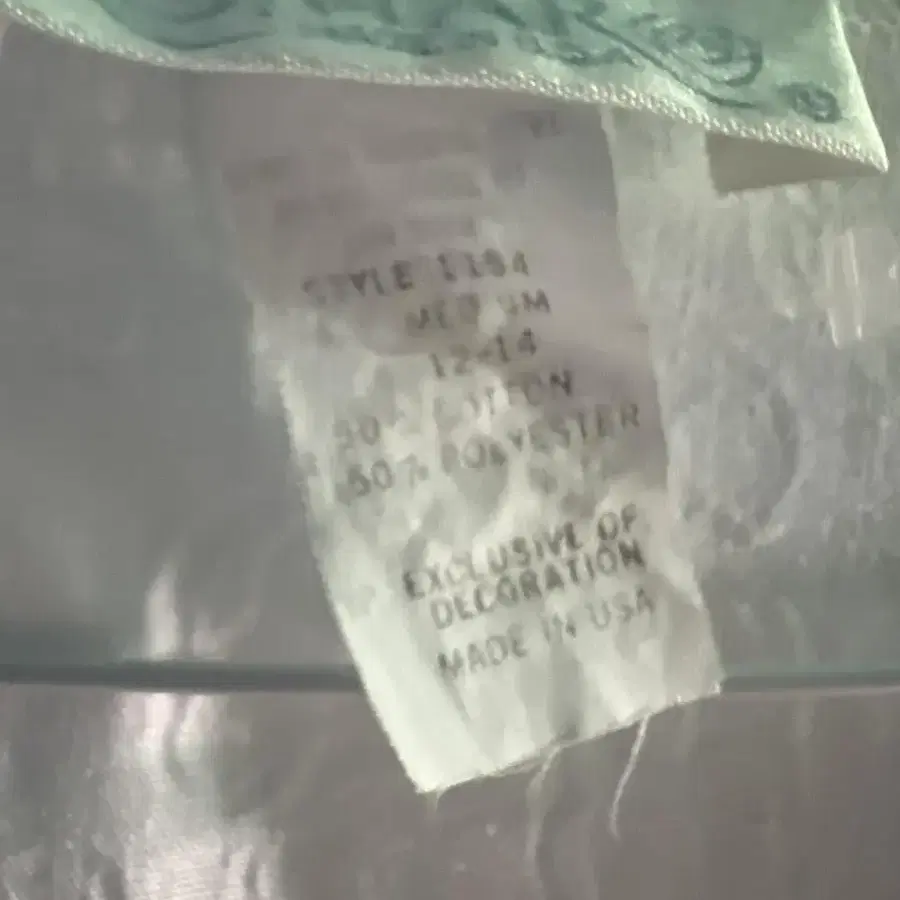 STYLE 1184
MEDIUM
12-14
50% COTTON
50% POLYESTER
EXCLUSIVE OF
DECORATION
MADE IN USA